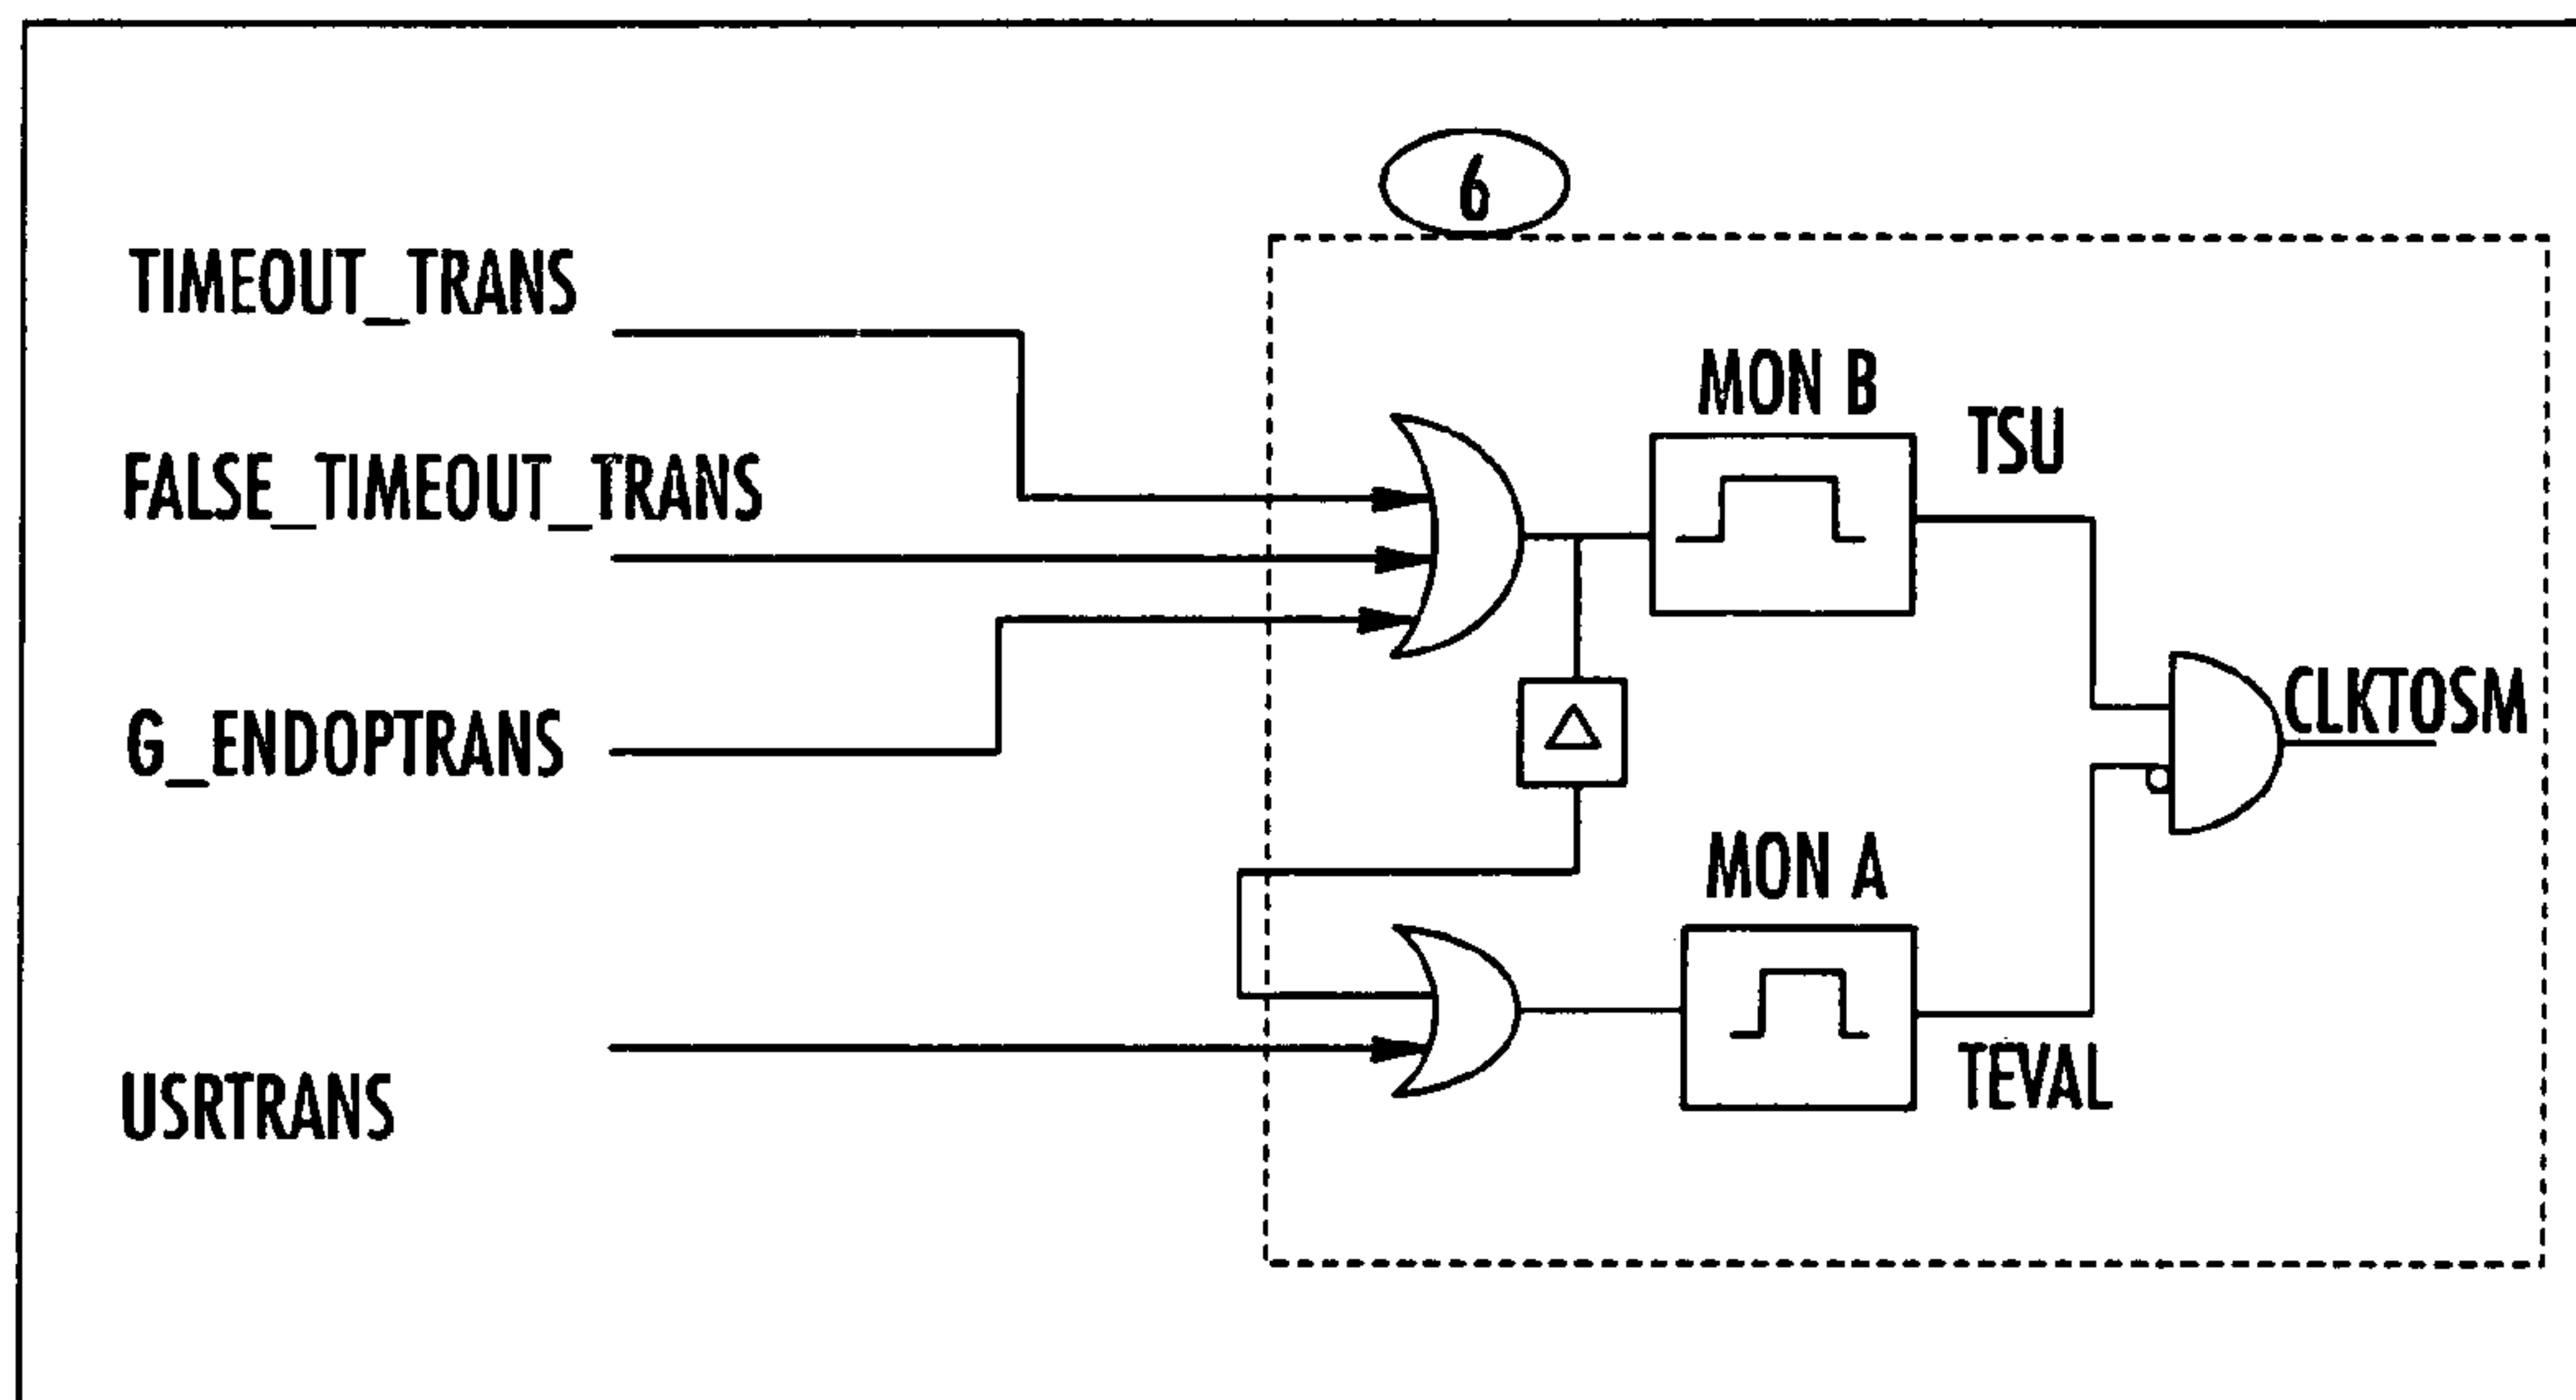 6
TIMEOUT_TRANS
MON B
TSU
FALSE_TIMEOUT_TRANS
CLKTOSM
G_ENDOPTRANS
Δ
MON A
TEVAL
USRTRANS